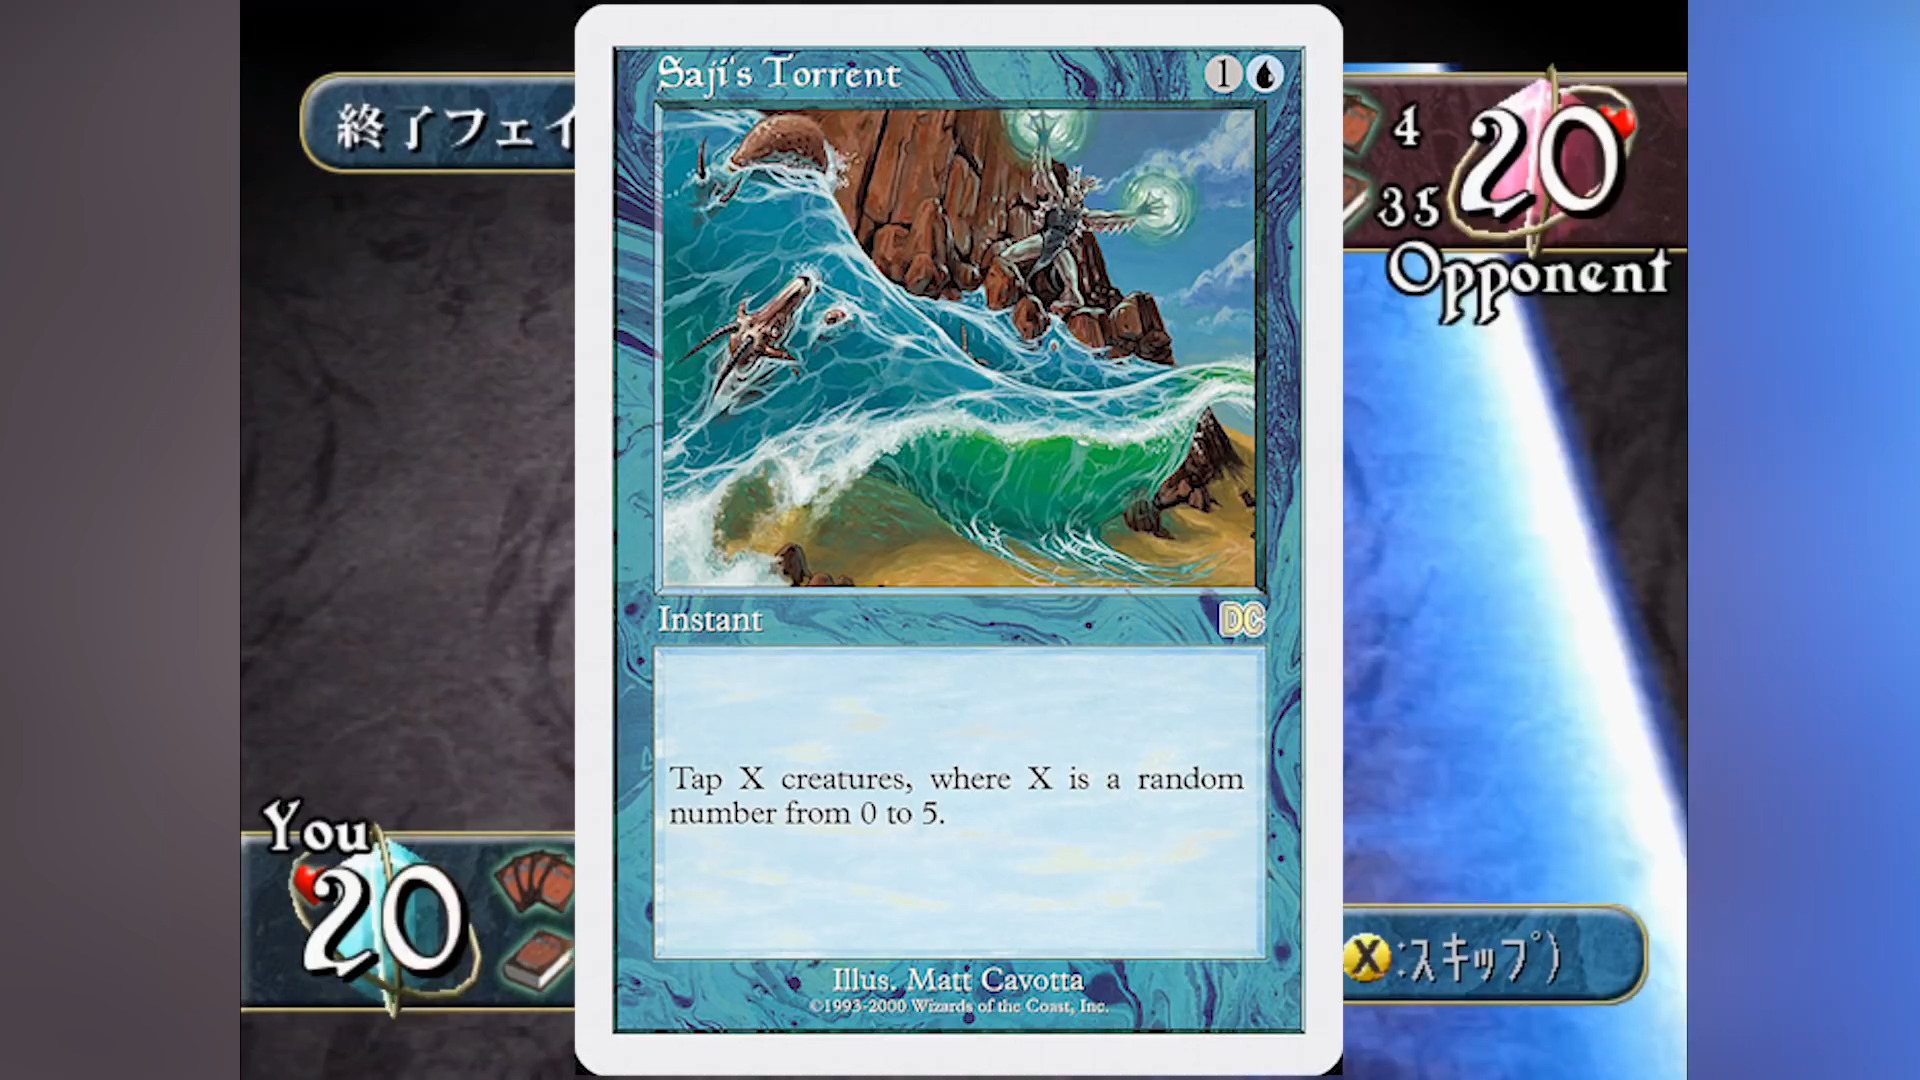 Saji's Torrent
1
終了フェイ
4
20
35
Opponent
Instant
DC
Tap X creatures, where X is a random
number from 0 to 5.
You
20
X:スキップ)
Illus. Matt Cavotta
©1993-2000 Wizards of the Coast, Inc.